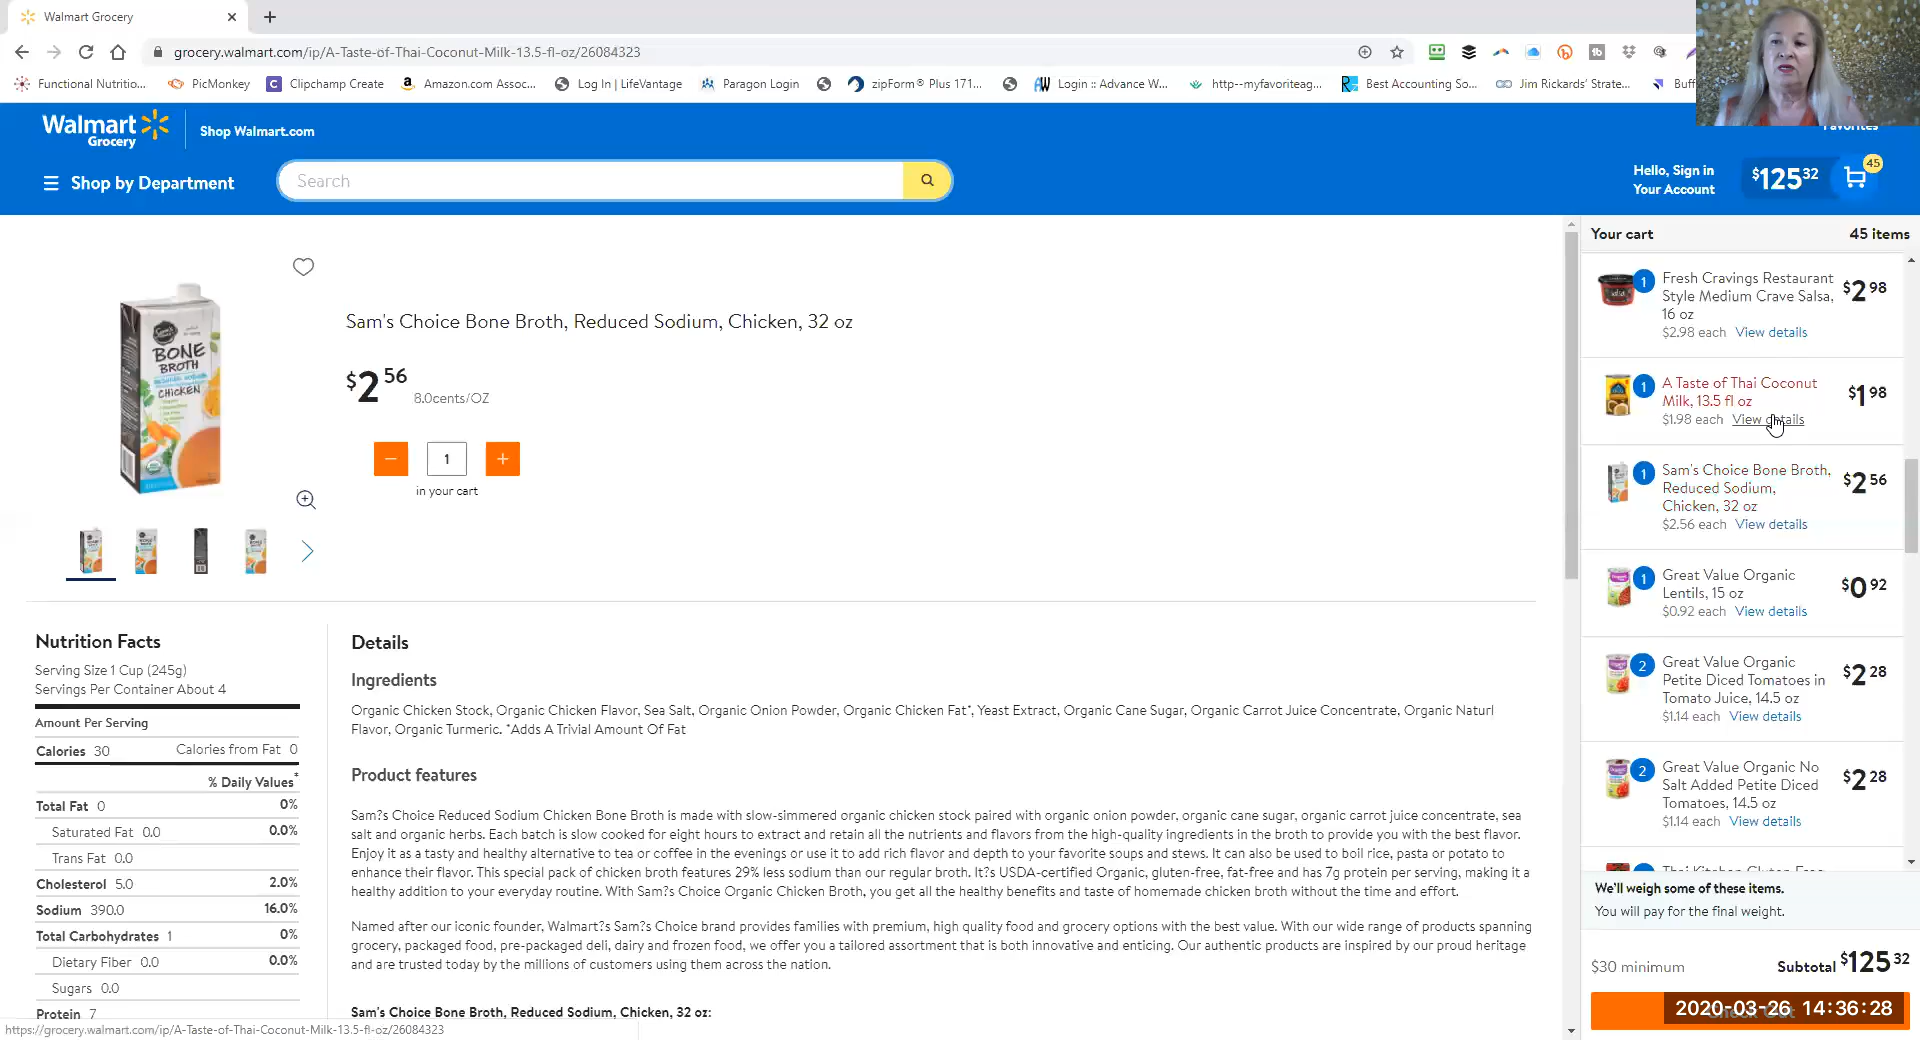 Walmart Grocery
grocery.walmart.com/ip/A-Taste-of-Thai-Coconut-Milk-13.5-fl-oz/26084323
Functional Nutritio...
PicMonkey
Clipchamp Create
Amazon.com Assoc...
Log In | LifeVantage
Paragon Login
zipForm® Plus 171...
Login :: Advance W...
http--myfavoriteag...
Best Accounting So...
Jim Rickards' Strate...
Buff
Walmart
Grocery
Shop Walmart.com
Favorites
Shop by Department
Search
Hello, Sign in
Your Account
$125 32
45
Your cart
45 items
1
Fresh Cravings Restaurant
Style Medium Crave Salsa,
16 oz
$2.98 each View details
$2 98
1
A Taste of Thai Coconut
Milk, 13.5 fl oz
$1.98 each View details
$1 98
1
Sam's Choice Bone Broth,
Reduced Sodium,
Chicken, 32 oz
$2.56 each View details
$2 56
1
Great Value Organic
Lentils, 15 oz
$0.92 each View details
$0 92
2
Great Value Organic
Petite Diced Tomatoes in
Tomato Juice, 14.5 oz
$1.14 each View details
$2 28
2
Great Value Organic No
Salt Added Petite Diced
Tomatoes, 14.5 oz
$1.14 each View details
$2 28
Thai Kitchen Gluten Free
We'll weigh some of these items.
You will pay for the final weight.
$30 minimum
Subtotal $125 32
Check Out
2020-03-26 14:36:28
BONE
BROTH
CHICKEN
Sam's Choice Bone Broth, Reduced Sodium, Chicken, 32 oz
$2 56
8.0cents/OZ
−
1
+
in your cart
Nutrition Facts
Serving Size 1 Cup (245g)
Servings Per Container About 4
Amount Per Serving
Calories 30 Calories from Fat 0
% Daily Values*
Total Fat 0 0%
Saturated Fat 0.0 0.0%
Trans Fat 0.0
Cholesterol 5.0 2.0%
Sodium 390.0 16.0%
Total Carbohydrates 1 0%
Dietary Fiber 0.0 0.0%
Sugars 0.0
Protein 7
Details
Ingredients
Organic Chicken Stock, Organic Chicken Flavor, Sea Salt, Organic Onion Powder, Organic Chicken Fat*, Yeast Extract, Organic Cane Sugar, Organic Carrot Juice Concentrate, Organic Naturl
Flavor, Organic Turmeric. *Adds A Trivial Amount Of Fat
Product features
Sam?s Choice Reduced Sodium Chicken Bone Broth is made with slow-simmered organic chicken stock paired with organic onion powder, organic cane sugar, organic carrot juice concentrate, sea
salt and organic herbs. Each batch is slow cooked for eight hours to extract and retain all the nutrients and flavors from the high-quality ingredients in the broth to provide you with the best flavor.
Enjoy it as a tasty and healthy alternative to tea or coffee in the evenings or use it to add rich flavor and depth to your favorite soups and stews. It can also be used to boil rice, pasta or potato to
enhance their flavor. This special pack of chicken broth features 29% less sodium than our regular broth. It?s USDA-certified Organic, gluten-free, fat-free and has 7g protein per serving, making it a
healthy addition to your everyday routine. With Sam?s Choice Organic Chicken Broth, you get all the healthy benefits and taste of homemade chicken broth without the time and effort.
Named after our iconic founder, Walmart?s Sam?s Choice brand provides families with premium, high quality food and grocery options with the best value. With our wide range of products spanning
grocery, packaged food, pre-packaged deli, dairy and frozen food, we offer you a tailored assortment that is both innovative and enticing. Our authentic products are inspired by our proud heritage
and are trusted today by the millions of customers using them across the nation.
Sam's Choice Bone Broth, Reduced Sodium, Chicken, 32 oz:
https://grocery.walmart.com/ip/A-Taste-of-Thai-Coconut-Milk-13.5-fl-oz/26084323